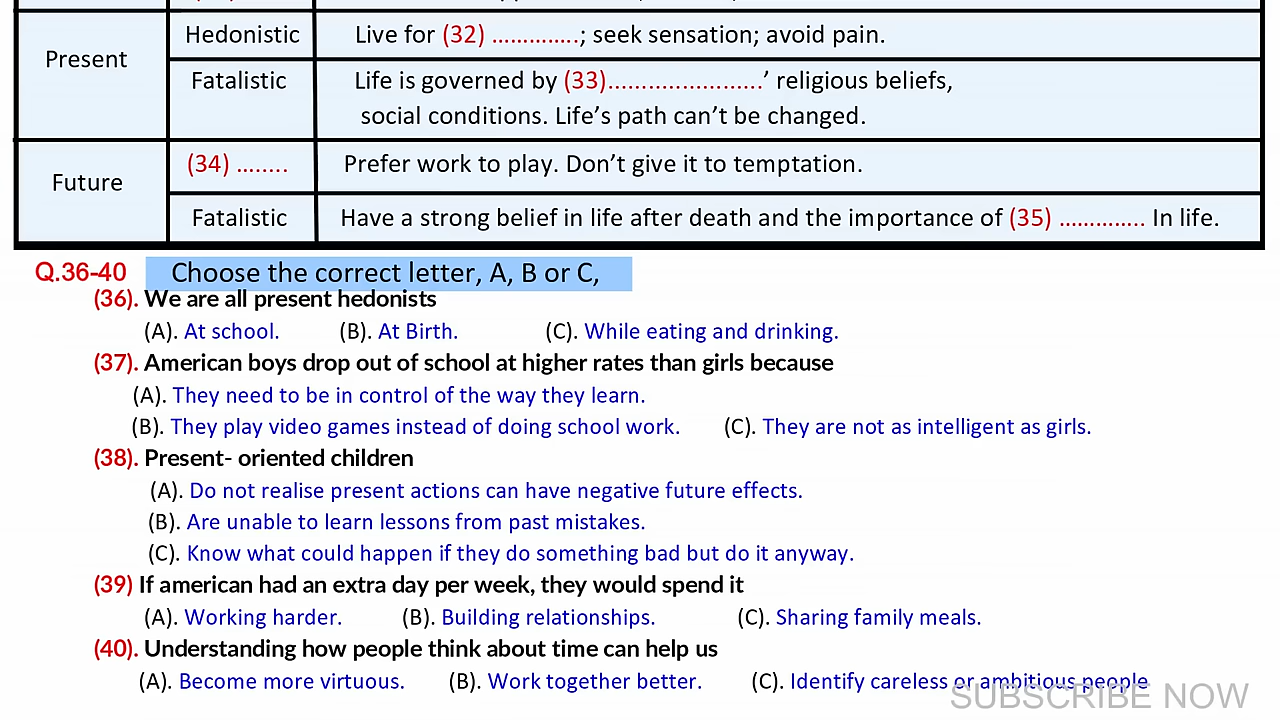 Hedonistic Live for (32) ..............; seek sensation; avoid pain.
Present
Fatalistic Life is governed by (33).......................’ religious beliefs,
social conditions. Life’s path can’t be changed.
(34) ........ Prefer work to play. Don’t give it to temptation.
Future
Fatalistic Have a strong belief in life after death and the importance of (35) .............. In life.
Q.36-40 Choose the correct letter, A, B or C,
(36). We are all present hedonists
(A). At school. (B). At Birth. (C). While eating and drinking.
(37). American boys drop out of school at higher rates than girls because
(A). They need to be in control of the way they learn.
(B). They play video games instead of doing school work. (C). They are not as intelligent as girls.
(38). Present- oriented children
(A). Do not realise present actions can have negative future effects.
(B). Are unable to learn lessons from past mistakes.
(C). Know what could happen if they do something bad but do it anyway.
(39) If american had an extra day per week, they would spend it
(A). Working harder. (B). Building relationships. (C). Sharing family meals.
(40). Understanding how people think about time can help us
(A). Become more virtuous. (B). Work together better. (C). Identify careless or ambitious people
SUBSCRIBE NOW